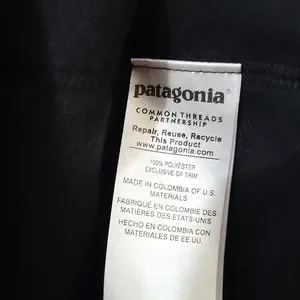 patagonia®
COMMON THREADS
PARTNERSHIP
Repair, Reuse, Recycle
This Product
www.patagonia.com
100% POLYESTER
EXCLUSIVE OF TRIM
MADE IN COLOMBIA OF U.S.
MATERIALS
FABRIQUÉ EN COLOMBIE DES
MATIÈRES DES ETATS-UNIS
HECHO EN COLOMBIA CON
MATERIALES DE EE.UU.